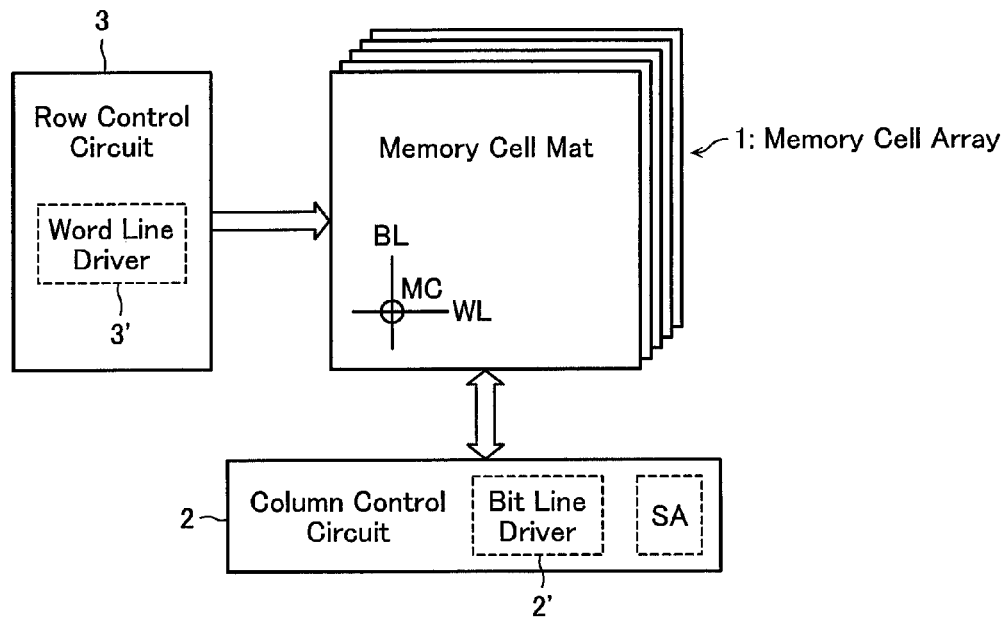 3
Row Control
Circuit
Word Line
Driver
3'
Memory Cell Mat
BL
MC
WL
1: Memory Cell Array
2
Column Control
Circuit
Bit Line
Driver
SA
2'